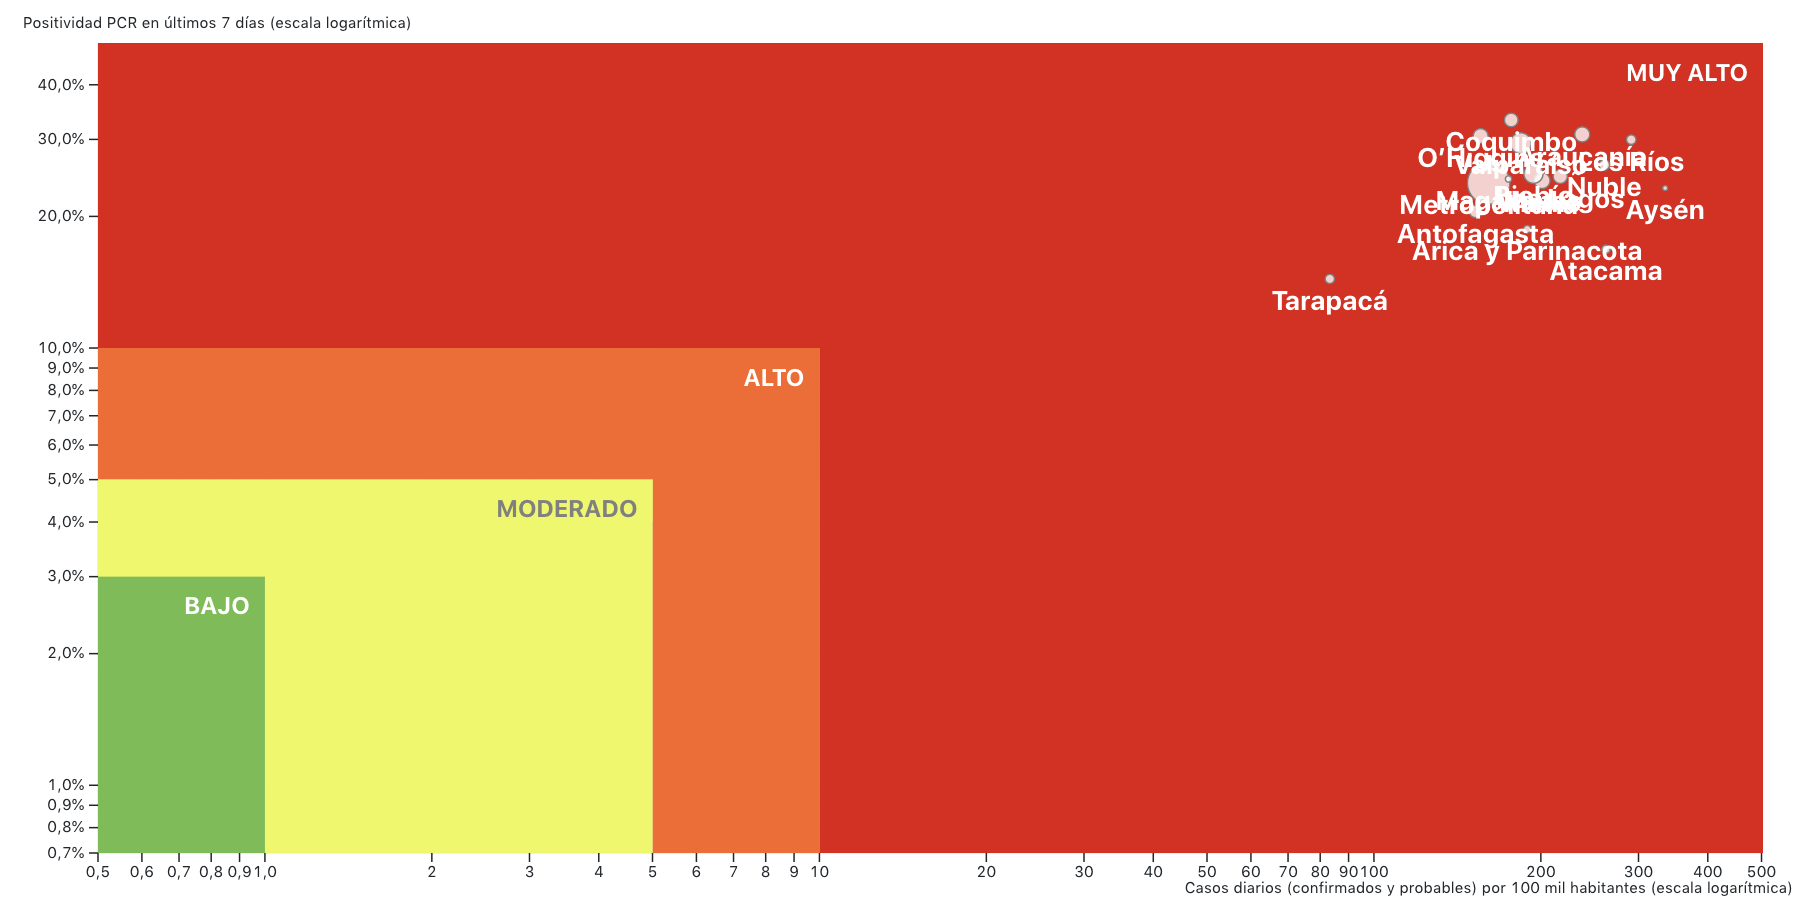 Positividad PCR en últimos 7 días (escala logarítmica)
MUY ALTO
40,0%
30,0%
Coquimbo
O'Higgins
Araucanía
Valparaíso
Los Ríos
Ñuble
Biobío
20,0%
Metropolitana
Aysén
Antofagasta
Arica y Parinacota
Atacama
Tarapacá
10,0%
9,0%
ALTO
8,0%
7,0%
6,0%
5,0%
MODERADO
4,0%
3,0%
BAJO
2,0%
1,0%
0,9%
0,8%
0,7%
0,5 0,6 0,7 0,8 0,9 1,0 2 3 4 5 6 7 8 9 10 20 30 40 50 60 70 80 90 100 200 300 400 500
Casos diarios (confirmados y probables) por 100 mil habitantes (escala logarítmica)